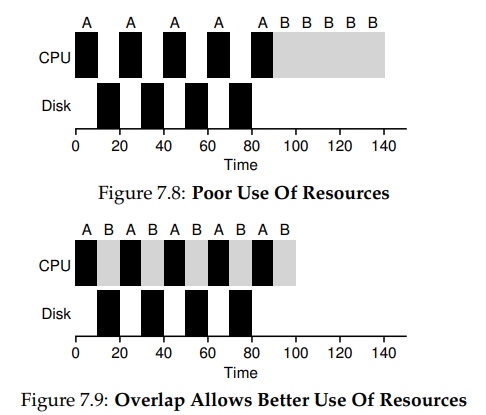 A A A A A B B B B B
CPU
Disk
0 20 40 60 80 100 120 140
Time
Figure 7.8: Poor Use Of Resources
A B A B A B A B A B
CPU
Disk
0 20 40 60 80 100 120 140
Time
Figure 7.9: Overlap Allows Better Use Of Resources